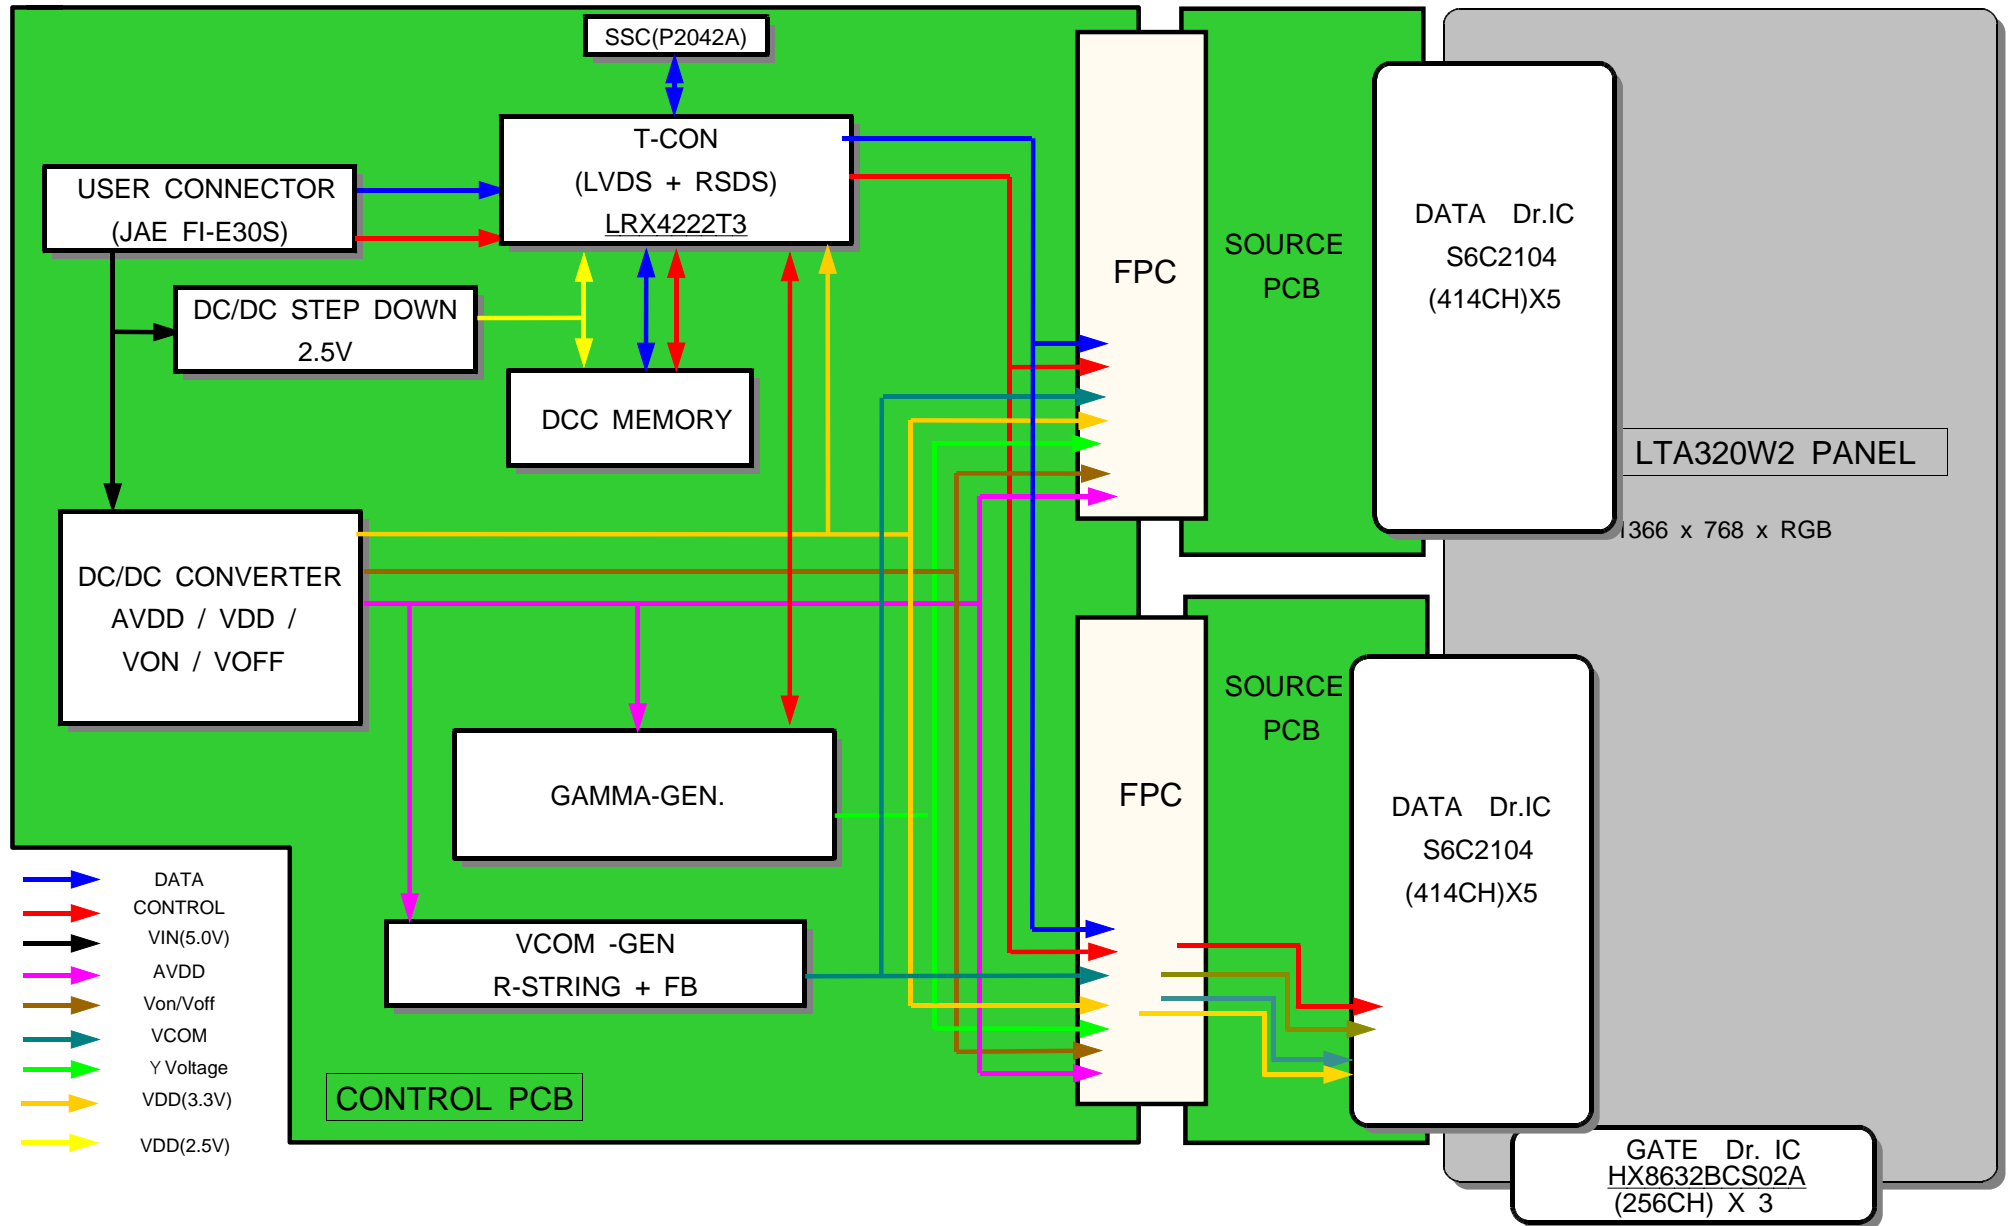 SSC(P2042A)
T-CON
(LVDS + RSDS)
LRX4222T3
USER CONNECTOR
(JAE FI-E30S)
DC/DC STEP DOWN
2.5V
DCC MEMORY
DC/DC CONVERTER
AVDD / VDD /
VON / VOFF
GAMMA-GEN.
VCOM -GEN
R-STRING + FB
CONTROL PCB
FPC
SOURCE
PCB
DATA Dr.IC
S6C2104
(414CH)X5
LTA320W2 PANEL
1366 x 768 x RGB
FPC
SOURCE
PCB
DATA Dr.IC
S6C2104
(414CH)X5
GATE Dr. IC
HX8632BCS02A
(256CH) X 3
DATA
CONTROL
VIN(5.0V)
AVDD
Von/Voff
VCOM
Υ Voltage
VDD(3.3V)
VDD(2.5V)